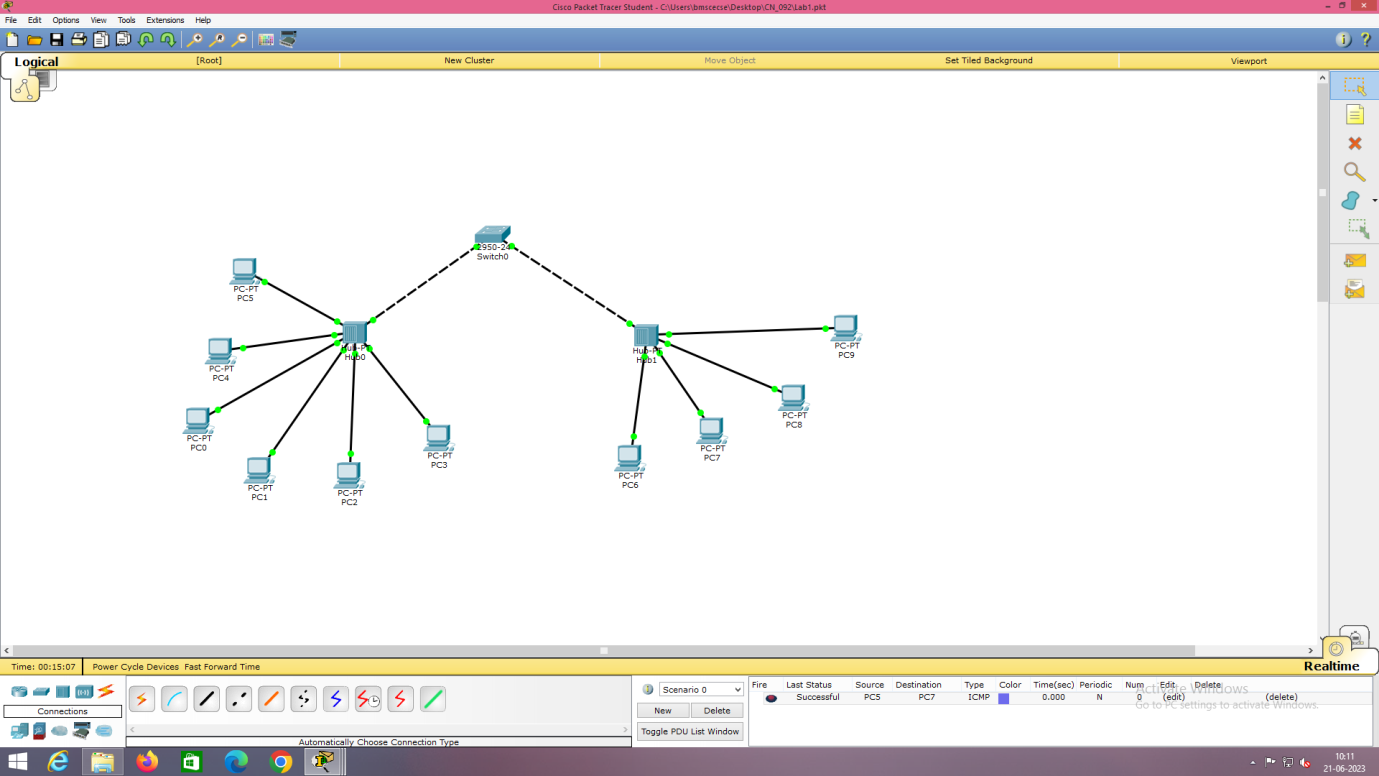 Cisco Packet Tracer Student - C:\Users\bmscecse\Desktop\CN_092\Lab1.pkt
File Edit Options View Tools Extensions Help
Logical [Root] New Cluster Move Object Set Tiled Background Viewport
2950-24
Switch0
PC-PT
PC5
Hub-PT
Hub0
PC-PT
PC4
PC-PT
PC0
PC-PT
PC1
PC-PT
PC2
PC-PT
PC3
Hub-PT
Hub1
PC-PT
PC9
PC-PT
PC8
PC-PT
PC7
PC-PT
PC6
Time: 00:15:07 Power Cycle Devices Fast Forward Time Realtime
Connections
Automatically Choose Connection Type
Scenario 0
New Delete
Toggle PDU List Window
Fire Last Status Source Destination Type Color Time(sec) Periodic Num Edit Delete
Successful PC5 PC7 ICMP 0.000 N 0 (edit) (delete)
Activate Windows
Go to PC settings to activate Windows.
10:11
21-06-2023